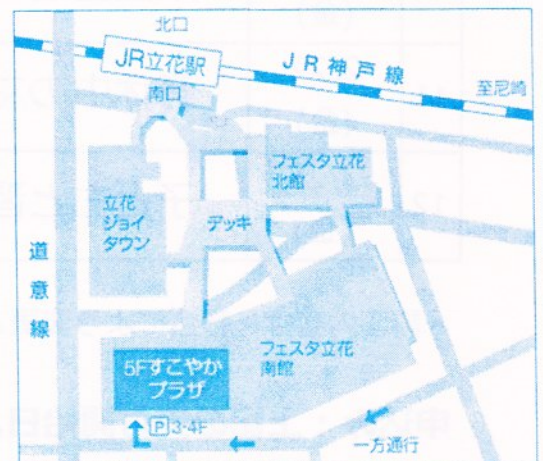 北口
JR立花駅
JR神戸線
至尼崎
南口
フェスタ立花
北館
立花
ジョイ
タウン
デッキ
道意線
フェスタ立花
南館
5Fすこやか
プラザ
P3・4F
一方通行